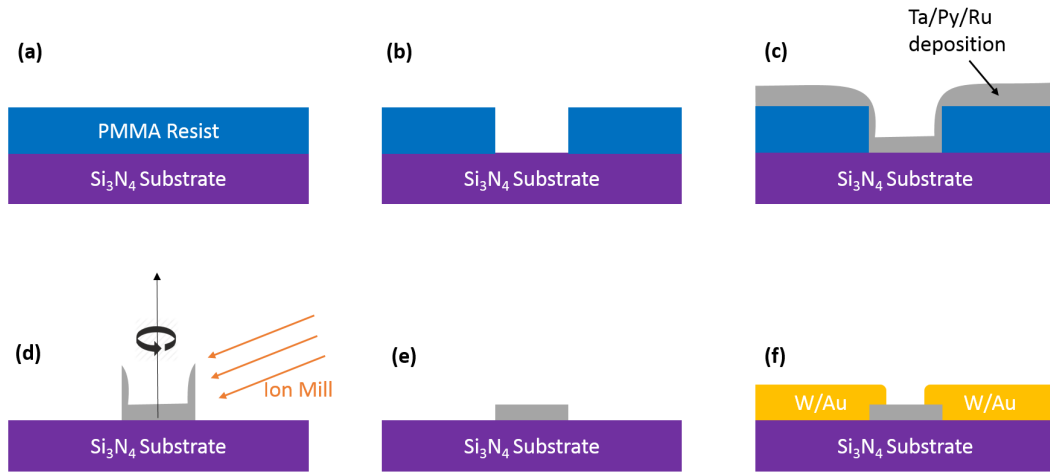 (a)
PMMA Resist
Si₃N₄ Substrate
(b)
Si₃N₄ Substrate
(c)
Ta/Py/Ru
deposition
Si₃N₄ Substrate
(d)
Ion Mill
Si₃N₄ Substrate
(e)
Si₃N₄ Substrate
(f)
W/Au
W/Au
Si₃N₄ Substrate